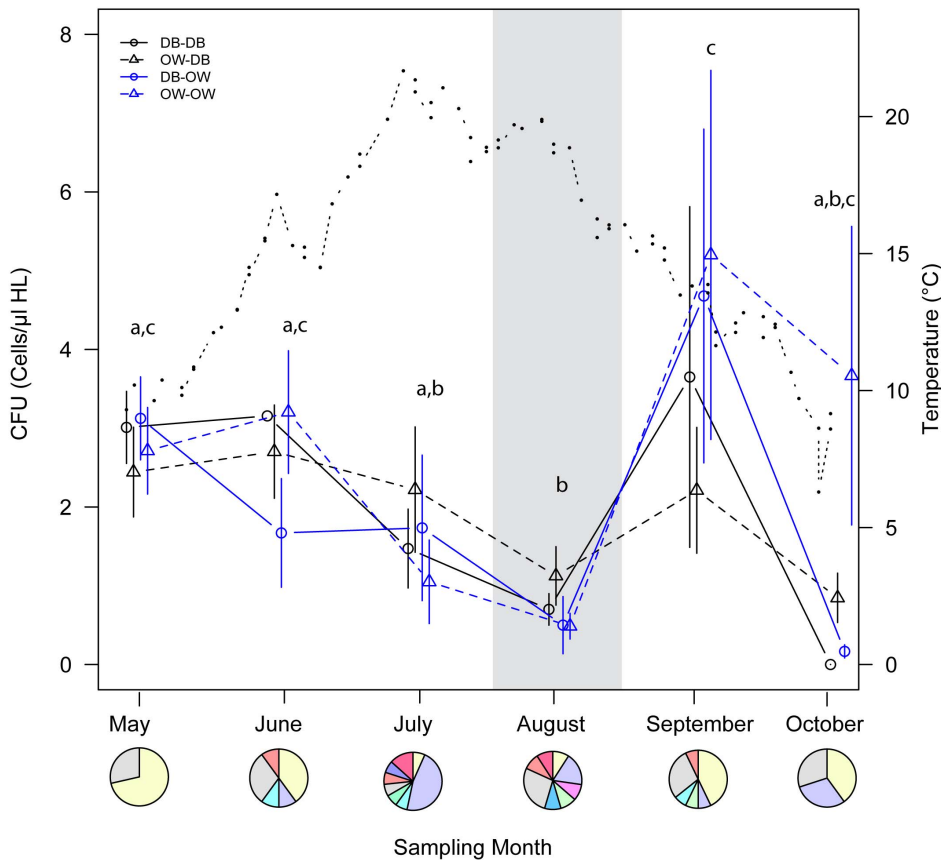 8
6
4
2
0
CFU (Cells/µl HL)
DB-DB
OW-DB
DB-OW
OW-OW
a,c
a,c
a,b
b
c
a,b,c
20
15
10
5
0
Temperature (°C)
May June July August September October
Sampling Month